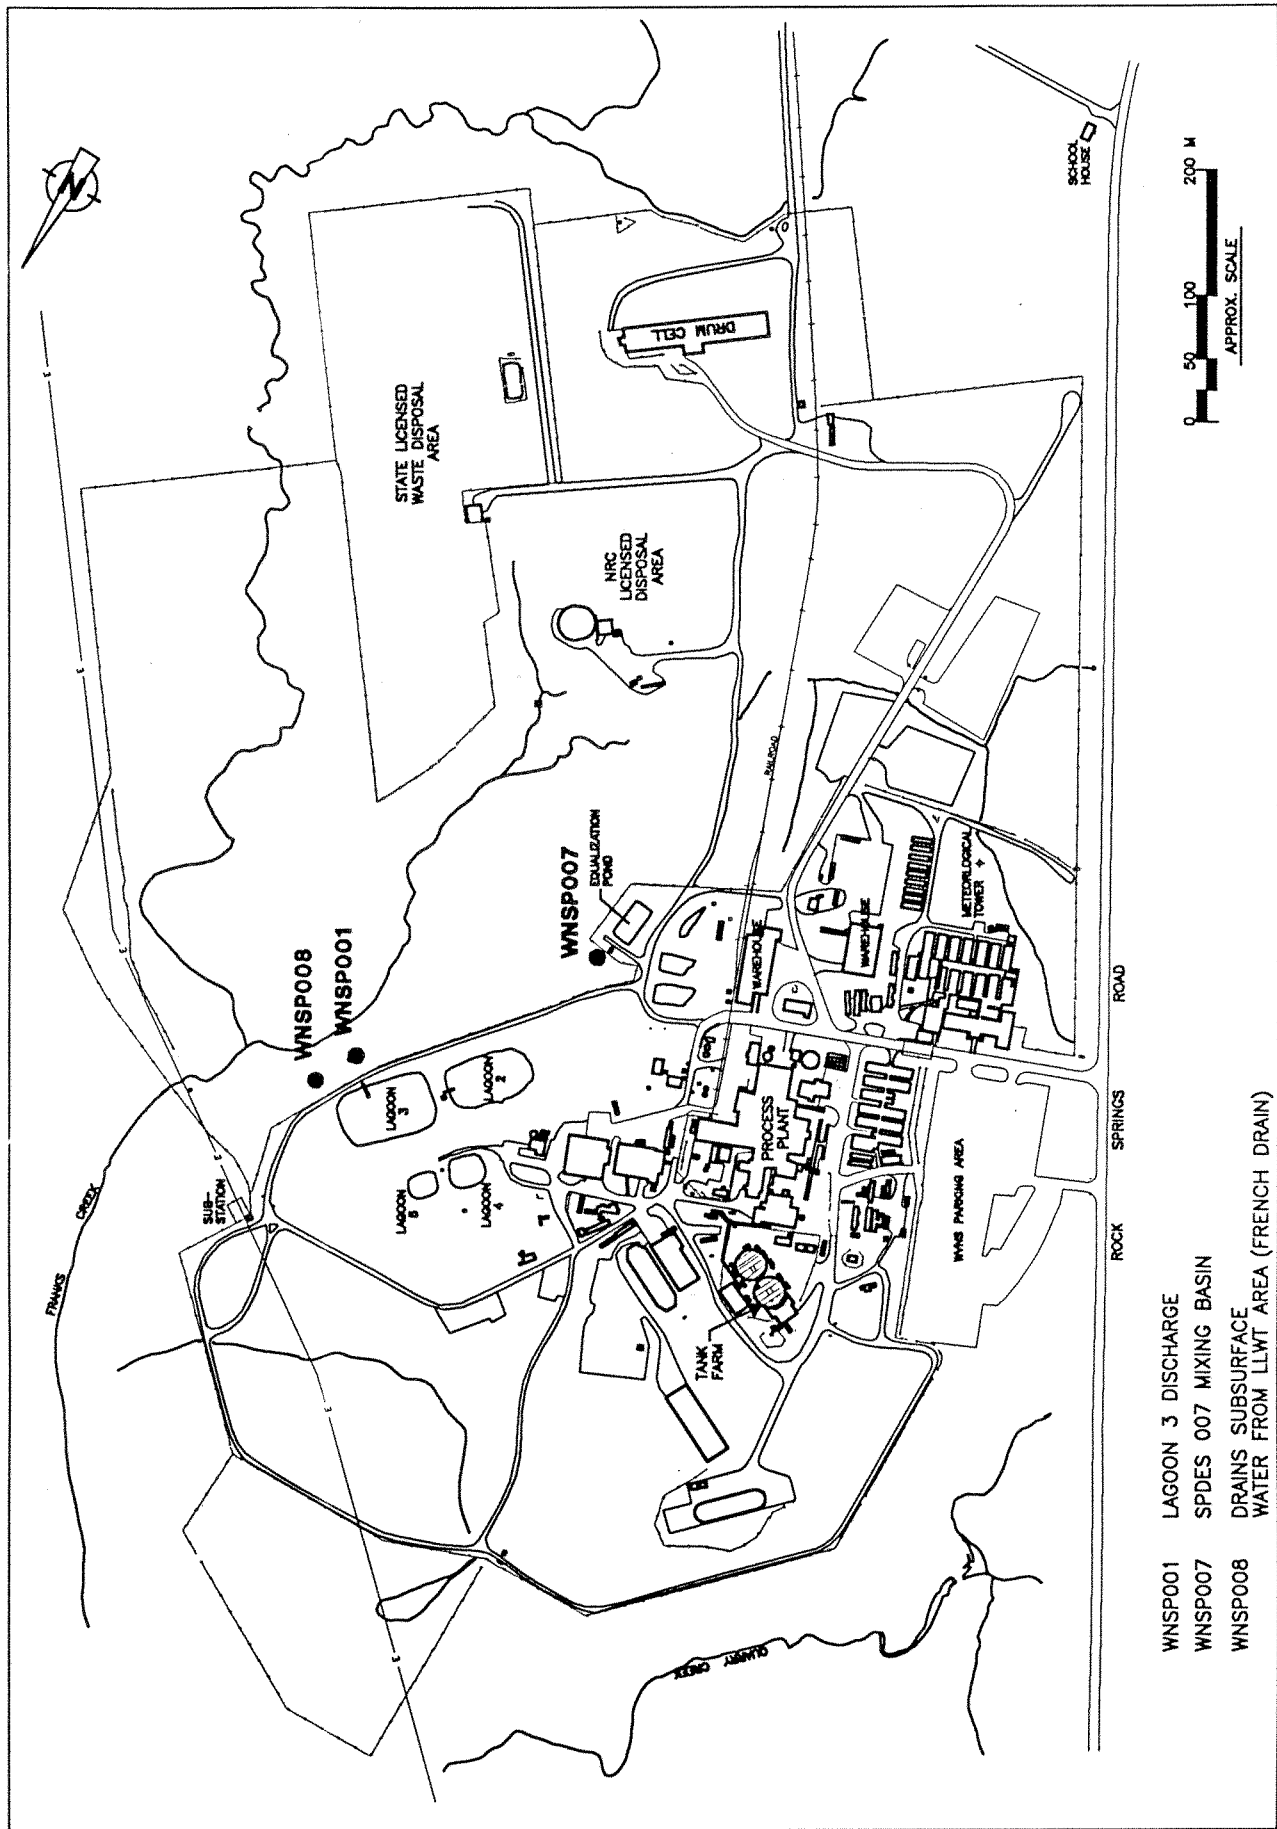 N
FRANKS
CREEK
SUB-
STATION
WNSP008
WNSP001
LAGOON
3
LAGOON
2
LAGOON
5
LAGOON
4
WNSP007
EQUALIZATION
POND
STATE LICENSED
WASTE DISPOSAL
AREA
NRC
LICENSED
DISPOSAL
AREA
DRUM CELL
SCHOOL
HOUSE
RAILROAD
WAREHOUSE
WAREHOUSE
METEOROLOGICAL
TOWER +
PROCESS
PLANT
TANK
FARM
WVNS PARKING AREA
QUARRY CREEK
ROCK
SPRINGS
ROAD
0 50 100 200 M
APPROX. SCALE
WNSP001 LAGOON 3 DISCHARGE
WNSP007 SPDES 007 MIXING BASIN
WNSP008 DRAINS SUBSURFACE
WATER FROM LLWT AREA (FRENCH DRAIN)